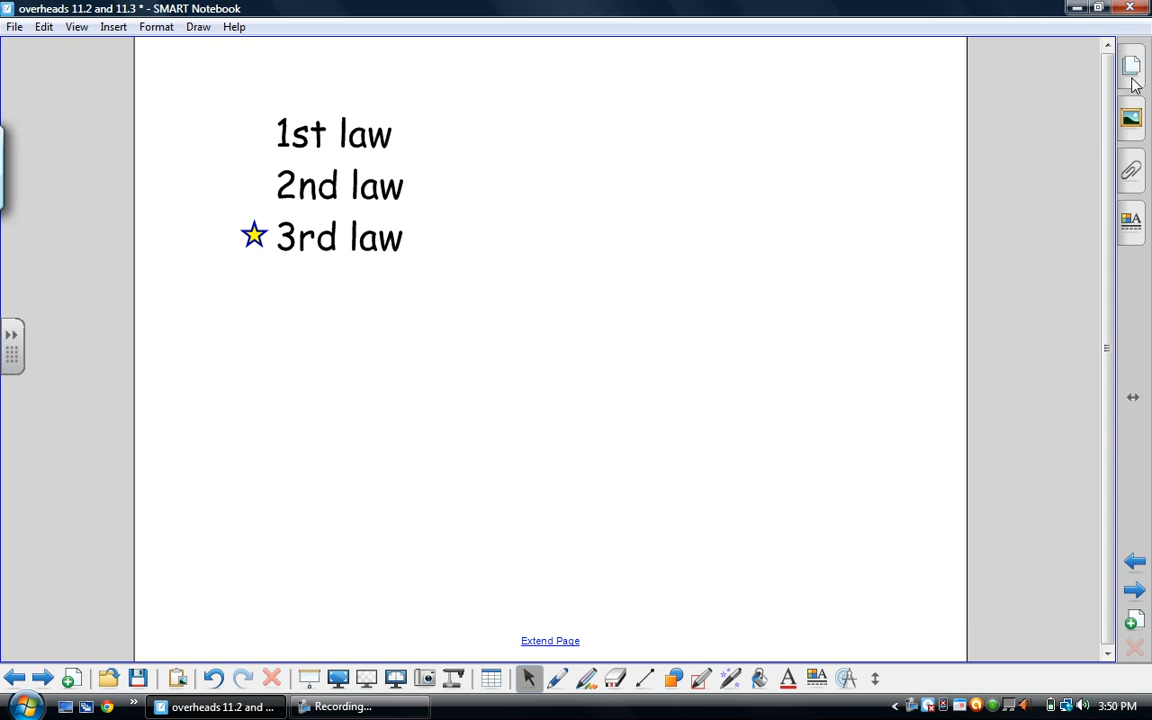 overheads 11.2 and 11.3 * - SMART Notebook
File Edit View Insert Format Draw Help
1st law
2nd law
3rd law
Extend Page
overheads 11.2 and ...
Recording...
3:50 PM